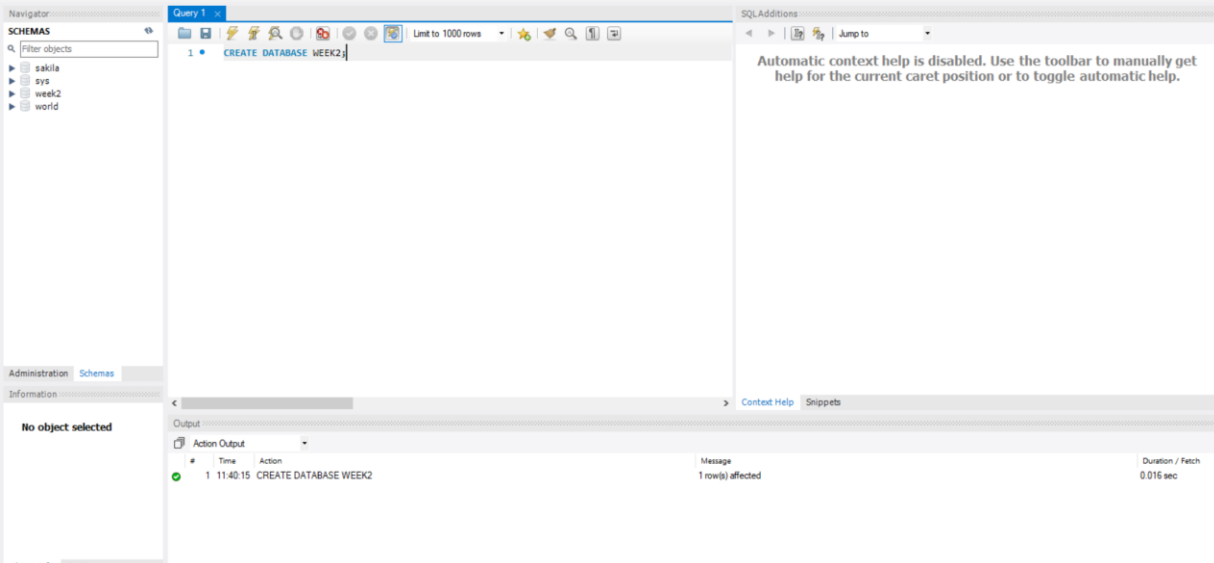 Navigator
SCHEMAS
Filter objects
sakila
sys
week2
world
Administration Schemas
Information
No object selected
Query 1
Limit to 1000 rows
1 CREATE DATABASE WEEK2;
SQLAdditions
Jump to
Automatic context help is disabled. Use the toolbar to manually get
help for the current caret position or to toggle automatic help.
Context Help Snippets
Output
Action Output
# Time Action Message Duration / Fetch
1 11:40:15 CREATE DATABASE WEEK2 1 row(s) affected 0.016 sec